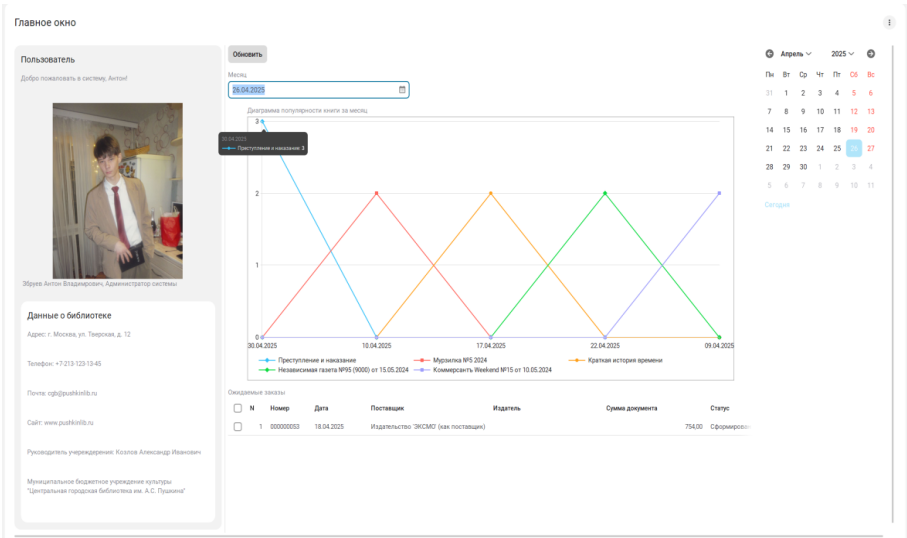 Главное окно
Пользователь
Добро пожаловать в систему, Антон!
Збруев Антон Владимирович, Администратор системы
Данные о библиотеке
Адрес: г. Москва, ул. Тверская, д. 12
Телефон: +7-213-123-13-45
Почта: cgb@pushkinlib.ru
Сайт: www.pushkinlib.ru
Руководитель учереждерения: Козлов Александр Иванович
Муниципальное бюджетное учреждение культуры
"Центральная городская библиотека им. А.С. Пушкина"
Обновить
Месяц
26.04.2025
Диаграмма популярности книги за месяц
3
30.04.2025
Преступление и наказание 3
2
1
0
30.04.2025 10.04.2025 17.04.2025 22.04.2025 09.04.2025
Преступление и наказание Мурзилка №5 2024 Краткая история времени
Независимая газета №95 (9000) от 15.05.2024 Коммерсантъ Weekend №15 от 10.05.2024
Ожидаемые заказы
N Номер Дата Поставщик Издатель Сумма документа Статус
1 000000053 18.04.2025 Издательство 'ЭКСМО' (как поставщик) 754,00 Сформирован
Апрель 2025
Пн Вт Ср Чт Пт Сб Вс
31 1 2 3 4 5 6
7 8 9 10 11 12 13
14 15 16 17 18 19 20
21 22 23 24 25 26 27
28 29 30 1 2 3 4
5 6 7 8 9 10 11
Сегодня